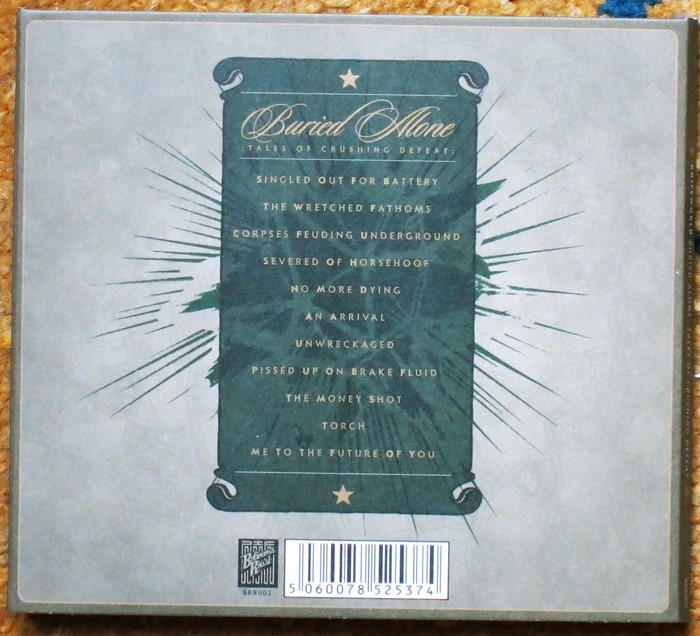 Buried Alone
:TALES OF CRUSHING DEFEAT:
SINGLED OUT FOR BATTERY
THE WRETCHED FATHOMS
CORPSES FEUDING UNDERGROUND
SEVERED OF HORSEHOOF
NO MORE DYING
AN ARRIVAL
UNWRECKAGED
PISSED UP ON BRAKE FLUID
THE MONEY SHOT
TORCH
ME TO THE FUTURE OF YOU
5 060078 525374